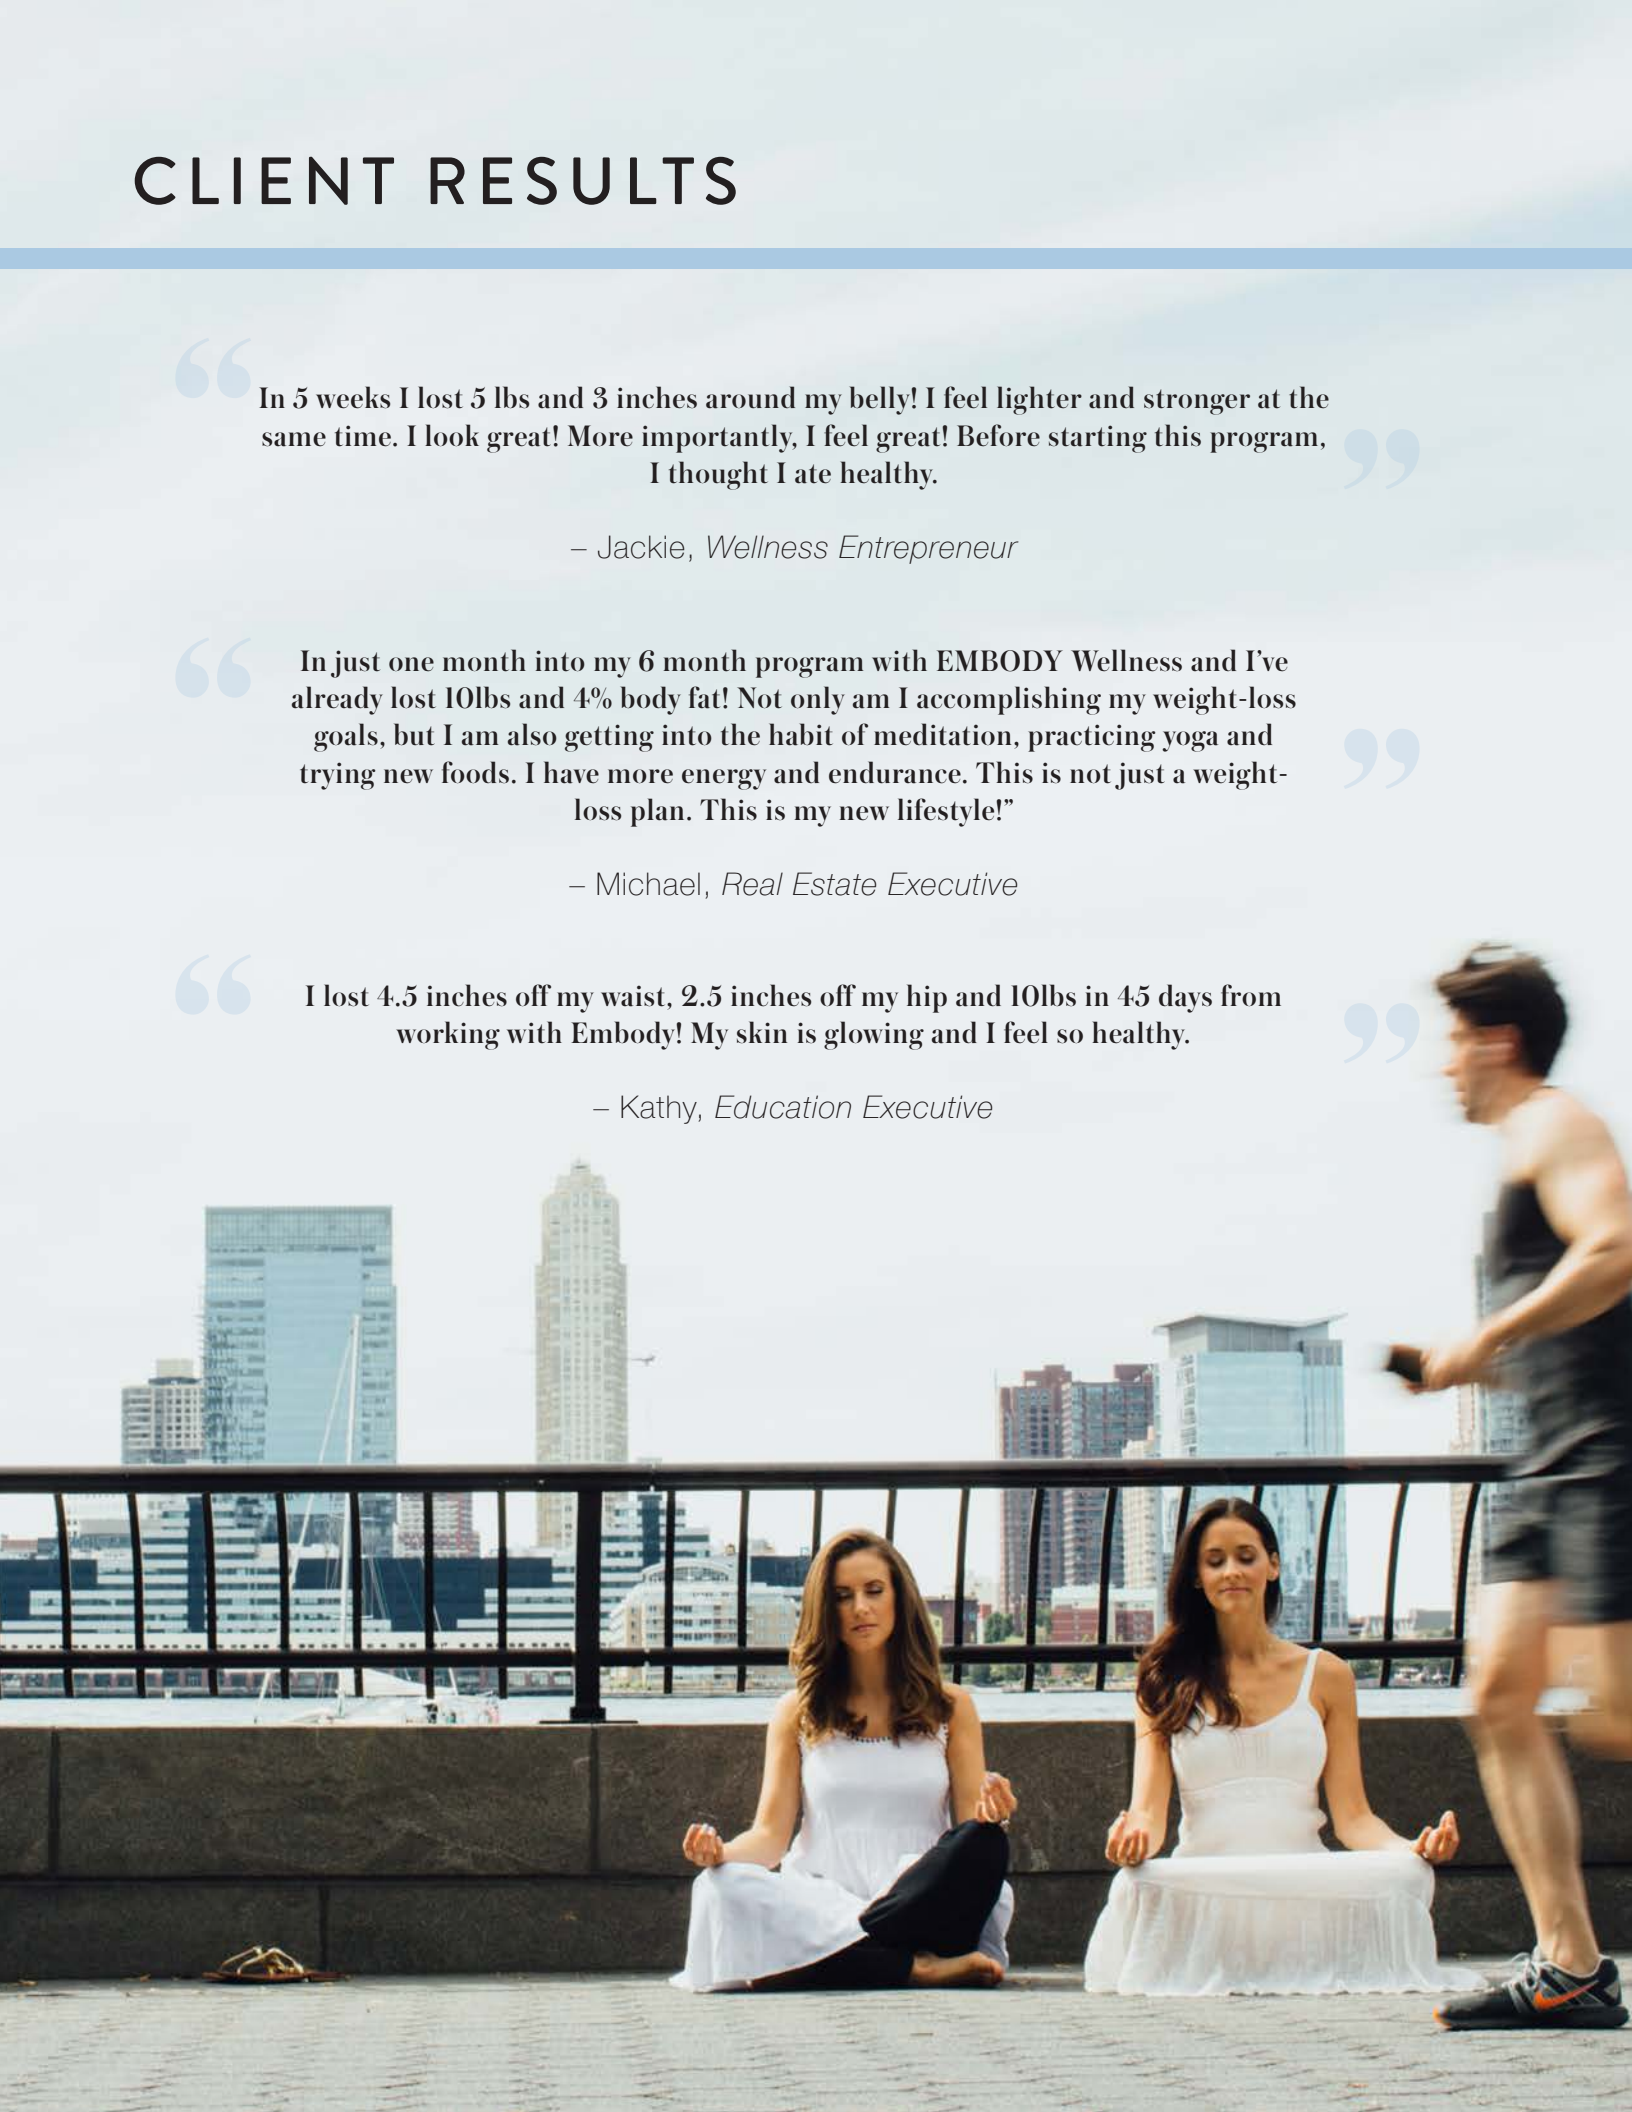 CLIENT RESULTS
“
In 5 weeks I lost 5 lbs and 3 inches around my belly! I feel lighter and stronger at the
same time. I look great! More importantly, I feel great! Before starting this program,
I thought I ate healthy.
”
– Jackie, Wellness Entrepreneur
“
In just one month into my 6 month program with EMBODY Wellness and I’ve
already lost 10lbs and 4% body fat! Not only am I accomplishing my weight-loss
goals, but I am also getting into the habit of meditation, practicing yoga and
trying new foods. I have more energy and endurance. This is not just a weight-
loss plan. This is my new lifestyle!”
”
– Michael, Real Estate Executive
“
I lost 4.5 inches off my waist, 2.5 inches off my hip and 10lbs in 45 days from
working with Embody! My skin is glowing and I feel so healthy.
”
– Kathy, Education Executive